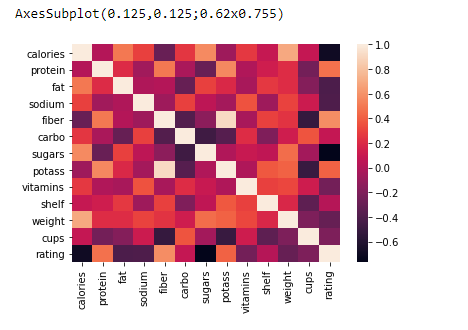 AxesSubplot(0.125,0.125;0.62x0.755)
calories
protein
fat
sodium
fiber
carbo
sugars
potass
vitamins
shelf
weight
cups
rating
calories
protein
fat
sodium
fiber
carbo
sugars
potass
vitamins
shelf
weight
cups
rating
1.0
0.8
0.6
0.4
0.2
0.0
−0.2
−0.4
−0.6